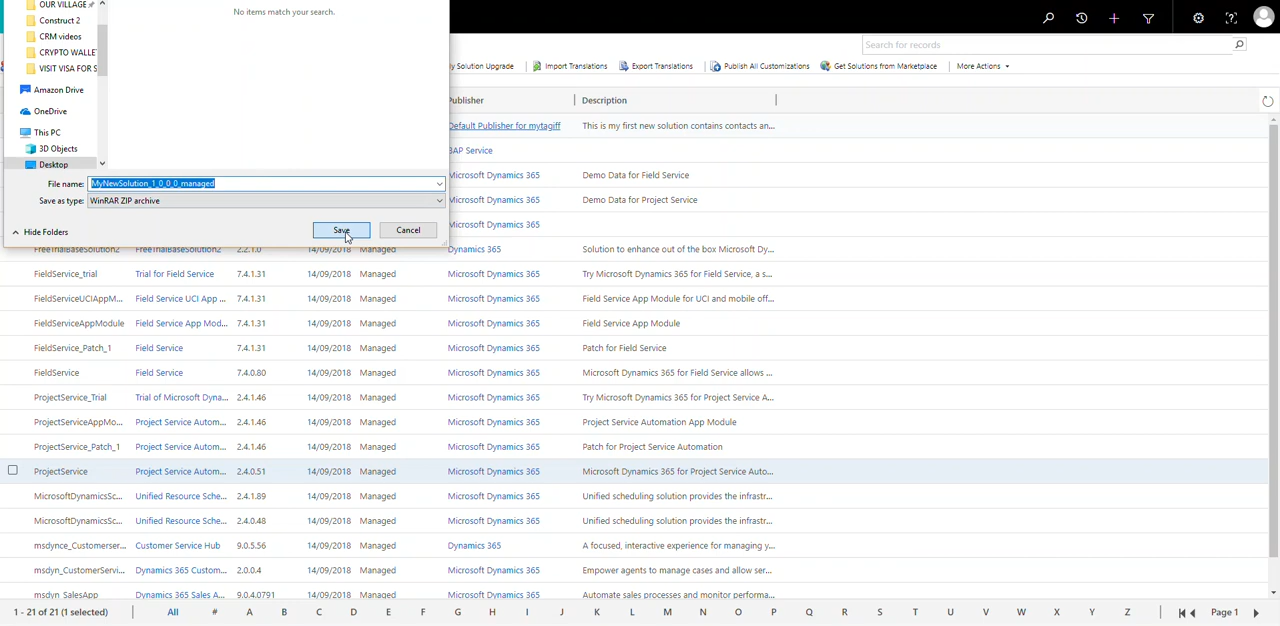 OUR VILLAGE
Construct 2
CRM videos
CRYPTO WALLE
VISIT VISA FOR S
Amazon Drive
OneDrive
This PC
3D Objects
Desktop
No items match your search.
File name: MyNewSolution_1_0_0_0_managed
Save as type: WinRAR ZIP archive
Hide Folders Save Cancel
Search for records
ly Solution Upgrade Import Translations Export Translations Publish All Customizations Get Solutions from Marketplace More Actions
Publisher Description
Default Publisher for mytagiff This is my first new solution contains contacts an...
BAP Service
Microsoft Dynamics 365 Demo Data for Field Service
Microsoft Dynamics 365 Demo Data for Project Service
Microsoft Dynamics 365
FreeTrialBaseSolution2 FreeTrialBaseSolution2 2.2.1.0 14/09/2018 Managed Dynamics 365 Solution to enhance out of the box Microsoft Dy...
FieldService_trial Trial for Field Service 7.4.1.31 14/09/2018 Managed Microsoft Dynamics 365 Try Microsoft Dynamics 365 for Field Service, a s...
FieldServiceUCIAppM... Field Service UCI App ... 7.4.1.31 14/09/2018 Managed Microsoft Dynamics 365 Field Service App Module for UCI and mobile off...
FieldServiceAppModule Field Service App Mod... 7.4.1.31 14/09/2018 Managed Microsoft Dynamics 365 Field Service App Module
FieldService_Patch_1 Field Service 7.4.1.31 14/09/2018 Managed Microsoft Dynamics 365 Patch for Field Service
FieldService Field Service 7.4.0.80 14/09/2018 Managed Microsoft Dynamics 365 Microsoft Dynamics 365 for Field Service allows ...
ProjectService_Trial Trial of Microsoft Dyna... 2.4.1.46 14/09/2018 Managed Microsoft Dynamics 365 Try Microsoft Dynamics 365 for Project Service A...
ProjectServiceAppMo... Project Service Autom... 2.4.1.46 14/09/2018 Managed Microsoft Dynamics 365 Project Service Automation App Module
ProjectService_Patch_1 Project Service Autom... 2.4.1.46 14/09/2018 Managed Microsoft Dynamics 365 Patch for Project Service Automation
ProjectService Project Service Autom... 2.4.0.51 14/09/2018 Managed Microsoft Dynamics 365 Microsoft Dynamics 365 for Project Service Auto...
MicrosoftDynamicsSc... Unified Resource Sche... 2.4.1.89 14/09/2018 Managed Microsoft Dynamics 365 Unified scheduling solution provides the infrastr...
MicrosoftDynamicsSc... Unified Resource Sche... 2.4.0.48 14/09/2018 Managed Microsoft Dynamics 365 Unified scheduling solution provides the infrastr...
msdynce_Customerser... Customer Service Hub 9.0.5.56 14/09/2018 Managed Dynamics 365 A focused, interactive experience for managing y...
msdyn_CustomerServi... Dynamics 365 Custom... 2.0.0.4 14/09/2018 Managed Microsoft Dynamics 365 Empower agents to manage cases and allow ser...
msdyn_SalesApp Dynamics 365 Sales A... 9.0.4.0791 14/09/2018 Managed Microsoft Dynamics 365 Automate sales processes and monitor performa...
1 - 21 of 21 (1 selected) All # A B C D E F G H I J K L M N O P Q R S T U V W X Y Z Page 1